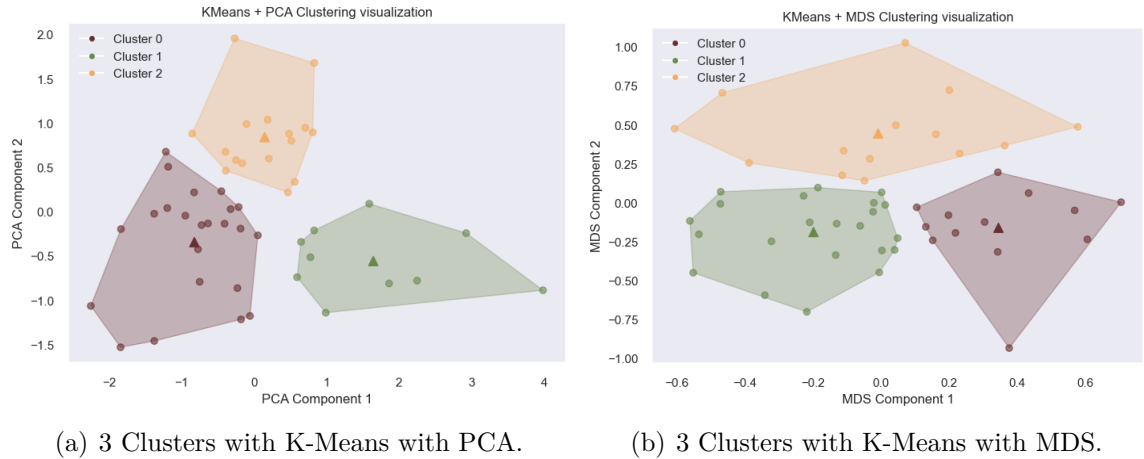 KMeans + PCA Clustering visualization
Cluster 0
Cluster 1
Cluster 2
2.0
1.5
1.0
0.5
0.0
−0.5
−1.0
−1.5
PCA Component 2
−2
−1
0
1
2
3
4
PCA Component 1
(a) 3 Clusters with K-Means with PCA.
KMeans + MDS Clustering visualization
Cluster 0
Cluster 1
Cluster 2
1.00
0.75
0.50
0.25
0.00
−0.25
−0.50
−0.75
−1.00
MDS Component 2
−0.6
−0.4
−0.2
0.0
0.2
0.4
0.6
MDS Component 1
(b) 3 Clusters with K-Means with MDS.